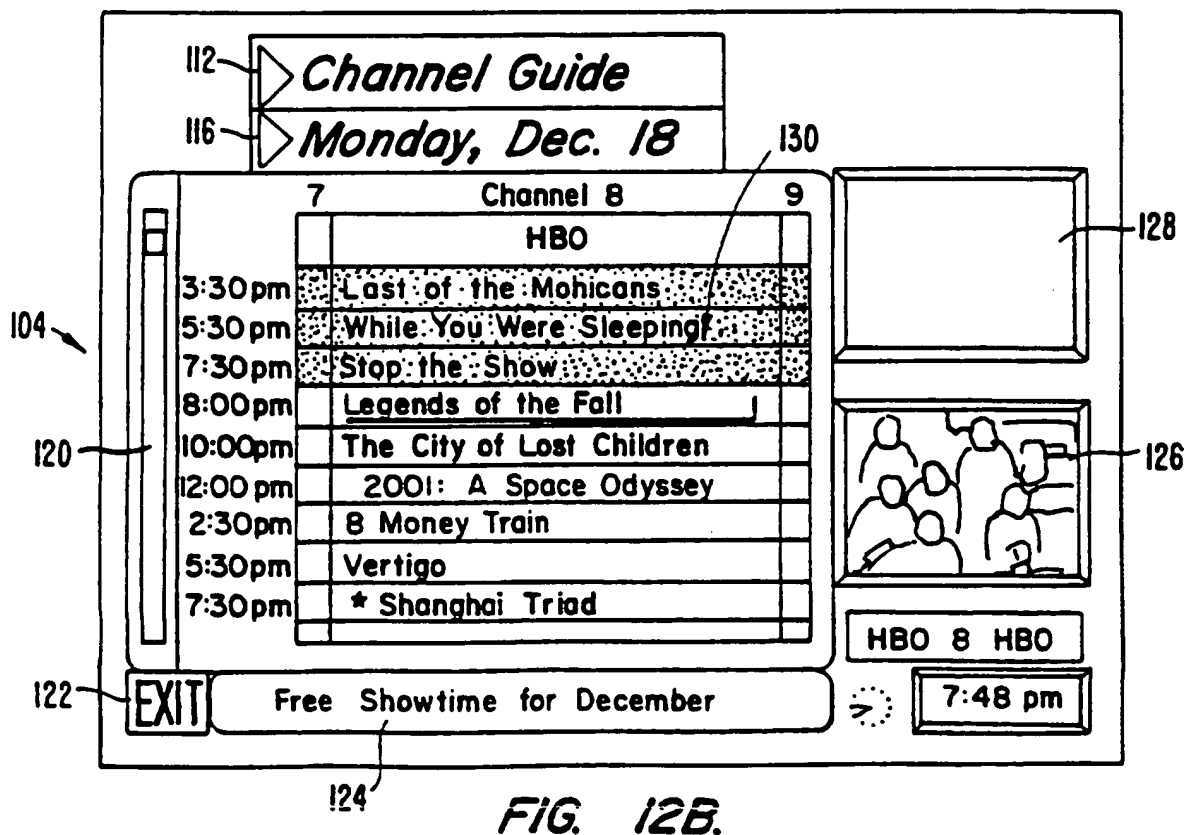 112
Channel Guide
116
Monday, Dec. 18
130
7 Channel 8 9
HBO
128
3:30pm Last of the Mohicans
5:30pm While You Were Sleeping
104
7:30pm Stop the Show
8:00pm Legends of the Fall
120
10:00pm The City of Lost Children
126
12:00 pm 2001: A Space Odyssey
2:30pm 8 Money Train
5:30pm Vertigo
7:30pm * Shanghai Triad
HBO 8 HBO
122
EXIT
Free Showtime for December
7:48 pm
124
FIG. 12B.